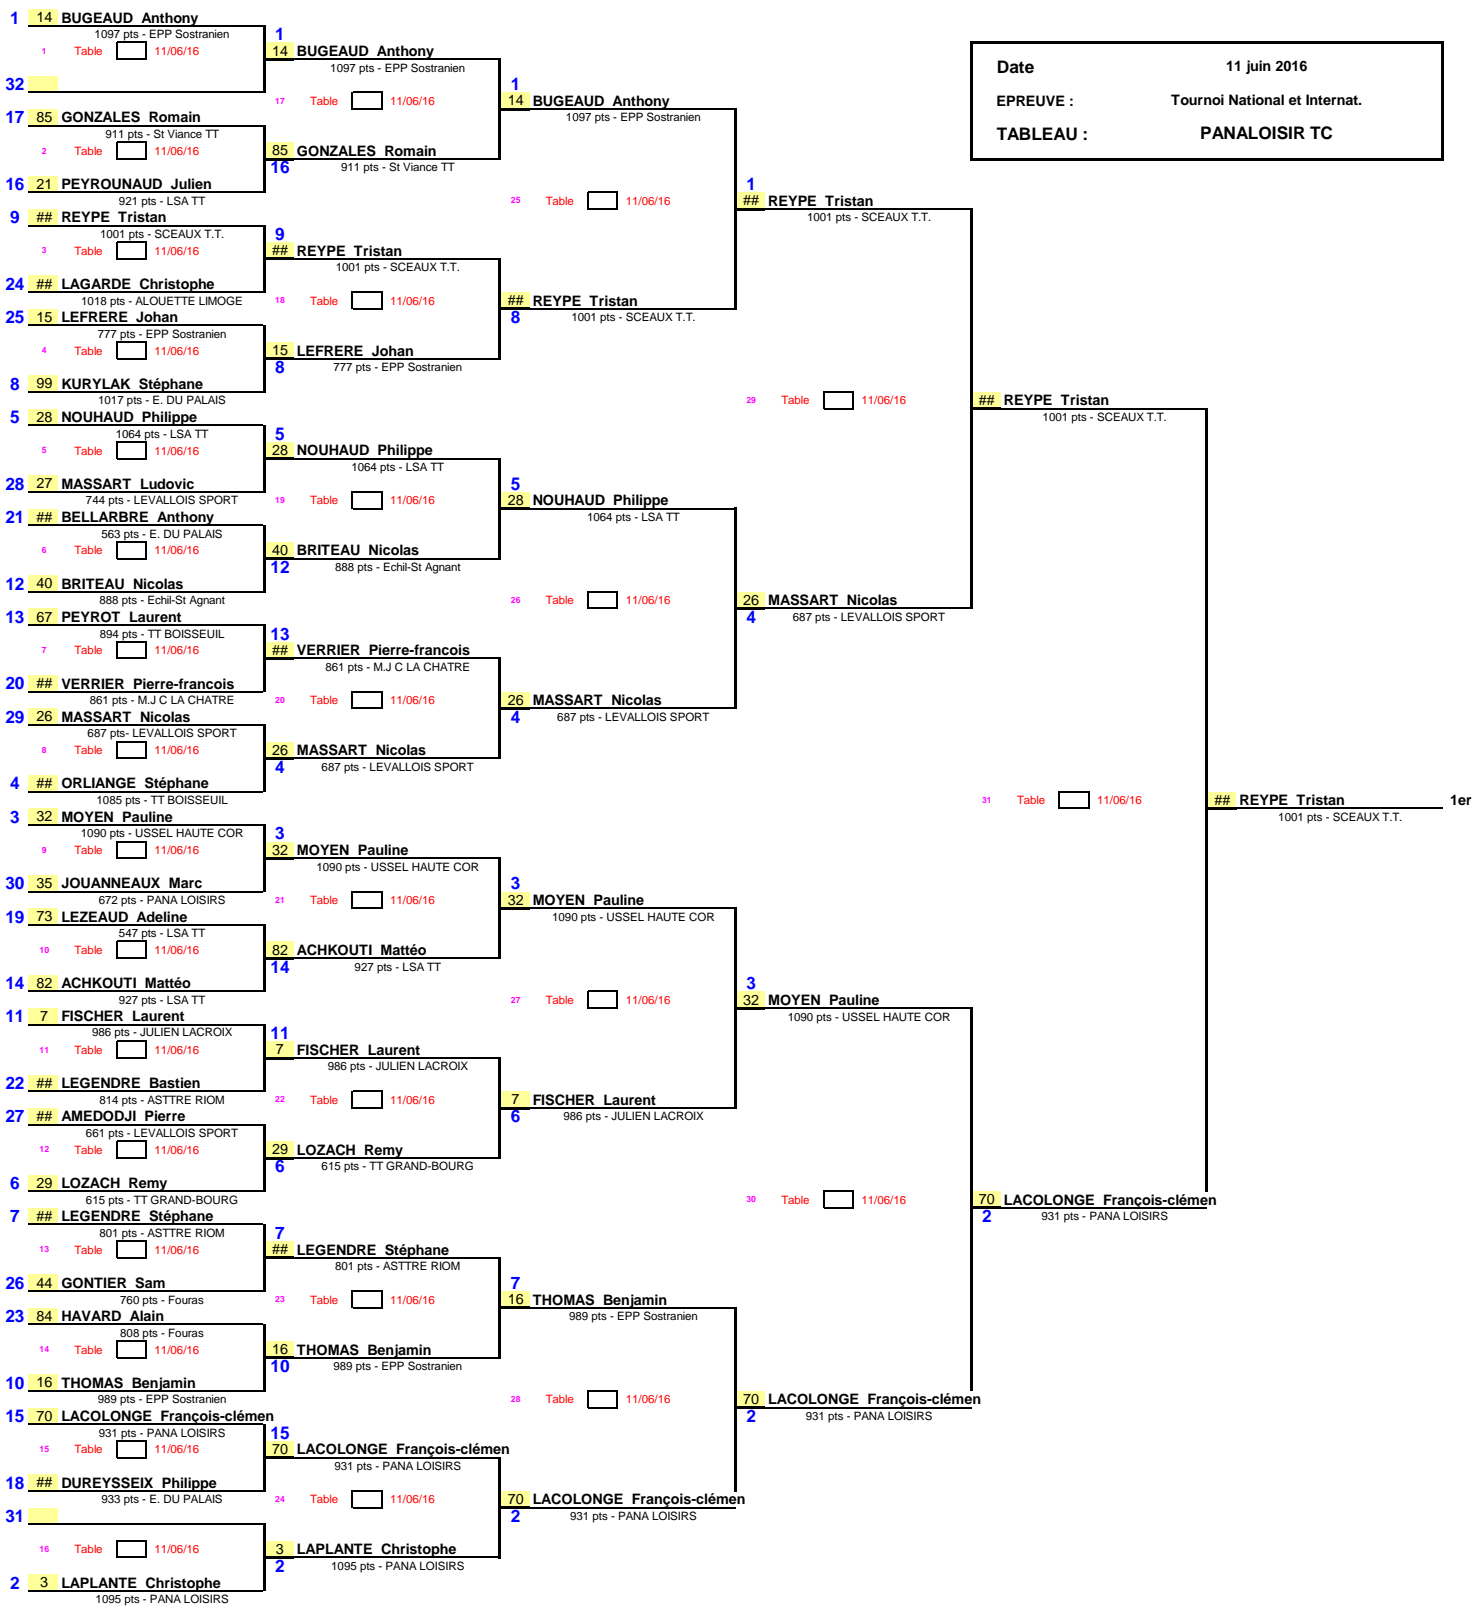 Date 11 juin 2016
EPREUVE : Tournoi National et Internat.
TABLEAU : PANALOISIR TC
1 14 BUGEAUD Anthony
1097 pts - EPP Sostranien
1 Table 11/06/16
32
17 85 GONZALES Romain
911 pts - St Viance TT
2 Table 11/06/16
16 21 PEYROUNAUD Julien
921 pts - LSA TT
9 ## REYPE Tristan
1001 pts - SCEAUX T.T.
3 Table 11/06/16
24 ## LAGARDE Christophe
1018 pts - ALOUETTE LIMOGE
25 15 LEFRERE Johan
777 pts - EPP Sostranien
4 Table 11/06/16
8 99 KURYLAK Stéphane
1017 pts - E. DU PALAIS
5 28 NOUHAUD Philippe
1064 pts - LSA TT
5 Table 11/06/16
28 27 MASSART Ludovic
744 pts - LEVALLOIS SPORT
21 ## BELLARBRE Anthony
563 pts - E. DU PALAIS
6 Table 11/06/16
12 40 BRITEAU Nicolas
888 pts - Echil-St Agnant
13 67 PEYROT Laurent
894 pts - TT BOISSEUIL
7 Table 11/06/16
20 ## VERRIER Pierre-francois
861 pts - M.J C LA CHATRE
29 26 MASSART Nicolas
687 pts- LEVALLOIS SPORT
8 Table 11/06/16
4 ## ORLIANGE Stéphane
1085 pts - TT BOISSEUIL
3 32 MOYEN Pauline
1090 pts - USSEL HAUTE COR
9 Table 11/06/16
30 35 JOUANNEAUX Marc
672 pts - PANA LOISIRS
19 73 LEZEAUD Adeline
547 pts - LSA TT
10 Table 11/06/16
14 82 ACHKOUTI Mattéo
927 pts - LSA TT
11 7 FISCHER Laurent
986 pts - JULIEN LACROIX
11 Table 11/06/16
22 ## LEGENDRE Bastien
814 pts - ASTTRE RIOM
27 ## AMEDODJI Pierre
661 pts - LEVALLOIS SPORT
12 Table 11/06/16
6 29 LOZACH Remy
615 pts - TT GRAND-BOURG
7 ## LEGENDRE Stéphane
801 pts - ASTTRE RIOM
13 Table 11/06/16
26 44 GONTIER Sam
760 pts - Fouras
23 84 HAVARD Alain
808 pts - Fouras
14 Table 11/06/16
10 16 THOMAS Benjamin
989 pts - EPP Sostranien
15 70 LACOLONGE François-clémen
931 pts - PANA LOISIRS
15 Table 11/06/16
18 ## DUREYSSEIX Philippe
933 pts - E. DU PALAIS
31
16 Table 11/06/16
2 3 LAPLANTE Christophe
1095 pts - PANA LOISIRS
1
14 BUGEAUD Anthony
1097 pts - EPP Sostranien
17 Table 11/06/16
85 GONZALES Romain
16 911 pts - St Viance TT
9
## REYPE Tristan
1001 pts - SCEAUX T.T.
18 Table 11/06/16
15 LEFRERE Johan
8 777 pts - EPP Sostranien
5
28 NOUHAUD Philippe
1064 pts - LSA TT
19 Table 11/06/16
40 BRITEAU Nicolas
12 888 pts - Echil-St Agnant
13
## VERRIER Pierre-francois
861 pts - M.J C LA CHATRE
20 Table 11/06/16
26 MASSART Nicolas
4 687 pts - LEVALLOIS SPORT
3
32 MOYEN Pauline
1090 pts - USSEL HAUTE COR
21 Table 11/06/16
82 ACHKOUTI Mattéo
14 927 pts - LSA TT
11
7 FISCHER Laurent
986 pts - JULIEN LACROIX
22 Table 11/06/16
29 LOZACH Remy
6 615 pts - TT GRAND-BOURG
7
## LEGENDRE Stéphane
801 pts - ASTTRE RIOM
23 Table 11/06/16
16 THOMAS Benjamin
10 989 pts - EPP Sostranien
15
70 LACOLONGE François-clémen
931 pts - PANA LOISIRS
24 Table 11/06/16
3 LAPLANTE Christophe
2 1095 pts - PANA LOISIRS
1
14 BUGEAUD Anthony
1097 pts - EPP Sostranien
25 Table 11/06/16
## REYPE Tristan
8 1001 pts - SCEAUX T.T.
5
28 NOUHAUD Philippe
1064 pts - LSA TT
26 Table 11/06/16
26 MASSART Nicolas
4 687 pts - LEVALLOIS SPORT
3
32 MOYEN Pauline
1090 pts - USSEL HAUTE COR
27 Table 11/06/16
7 FISCHER Laurent
6 986 pts - JULIEN LACROIX
7
16 THOMAS Benjamin
989 pts - EPP Sostranien
28 Table 11/06/16
70 LACOLONGE François-clémen
2 931 pts - PANA LOISIRS
1
## REYPE Tristan
1001 pts - SCEAUX T.T.
29 Table 11/06/16
26 MASSART Nicolas
4 687 pts - LEVALLOIS SPORT
3
32 MOYEN Pauline
1090 pts - USSEL HAUTE COR
30 Table 11/06/16
70 LACOLONGE François-clémen
2 931 pts - PANA LOISIRS
## REYPE Tristan
1001 pts - SCEAUX T.T.
31 Table 11/06/16
70 LACOLONGE François-clémen
2 931 pts - PANA LOISIRS
## REYPE Tristan 1er
1001 pts - SCEAUX T.T.